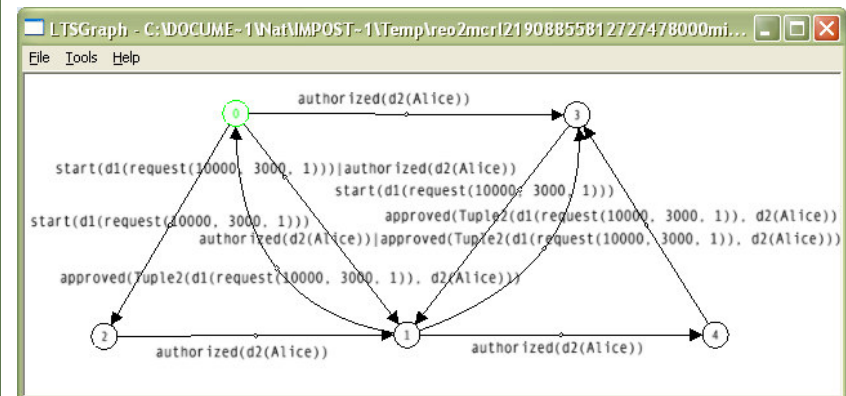 LTSGraph - C:\DOCUME~1\Nat\IMPOST~1\Temp\reo2mcrl21908855812727478000mi...
File Tools Help
authorized(d2(Alice))
0
3
start(d1(request(10000, 3000, 1)))|authorized(d2(Alice))
start(d1(request(10000, 3000, 1)))
approved(Tuple2(d1(request(10000, 3000, 1)), d2(Alice))
start(d1(request(10000, 3000, 1)))
authorized(d2(Alice))|approved(Tuple2(d1(request(10000, 3000, 1)), d2(Alice)))
approved(Tuple2(d1(request(10000, 3000, 1)), d2(Alice)))
2
1
4
authorized(d2(Alice))
authorized(d2(Alice))